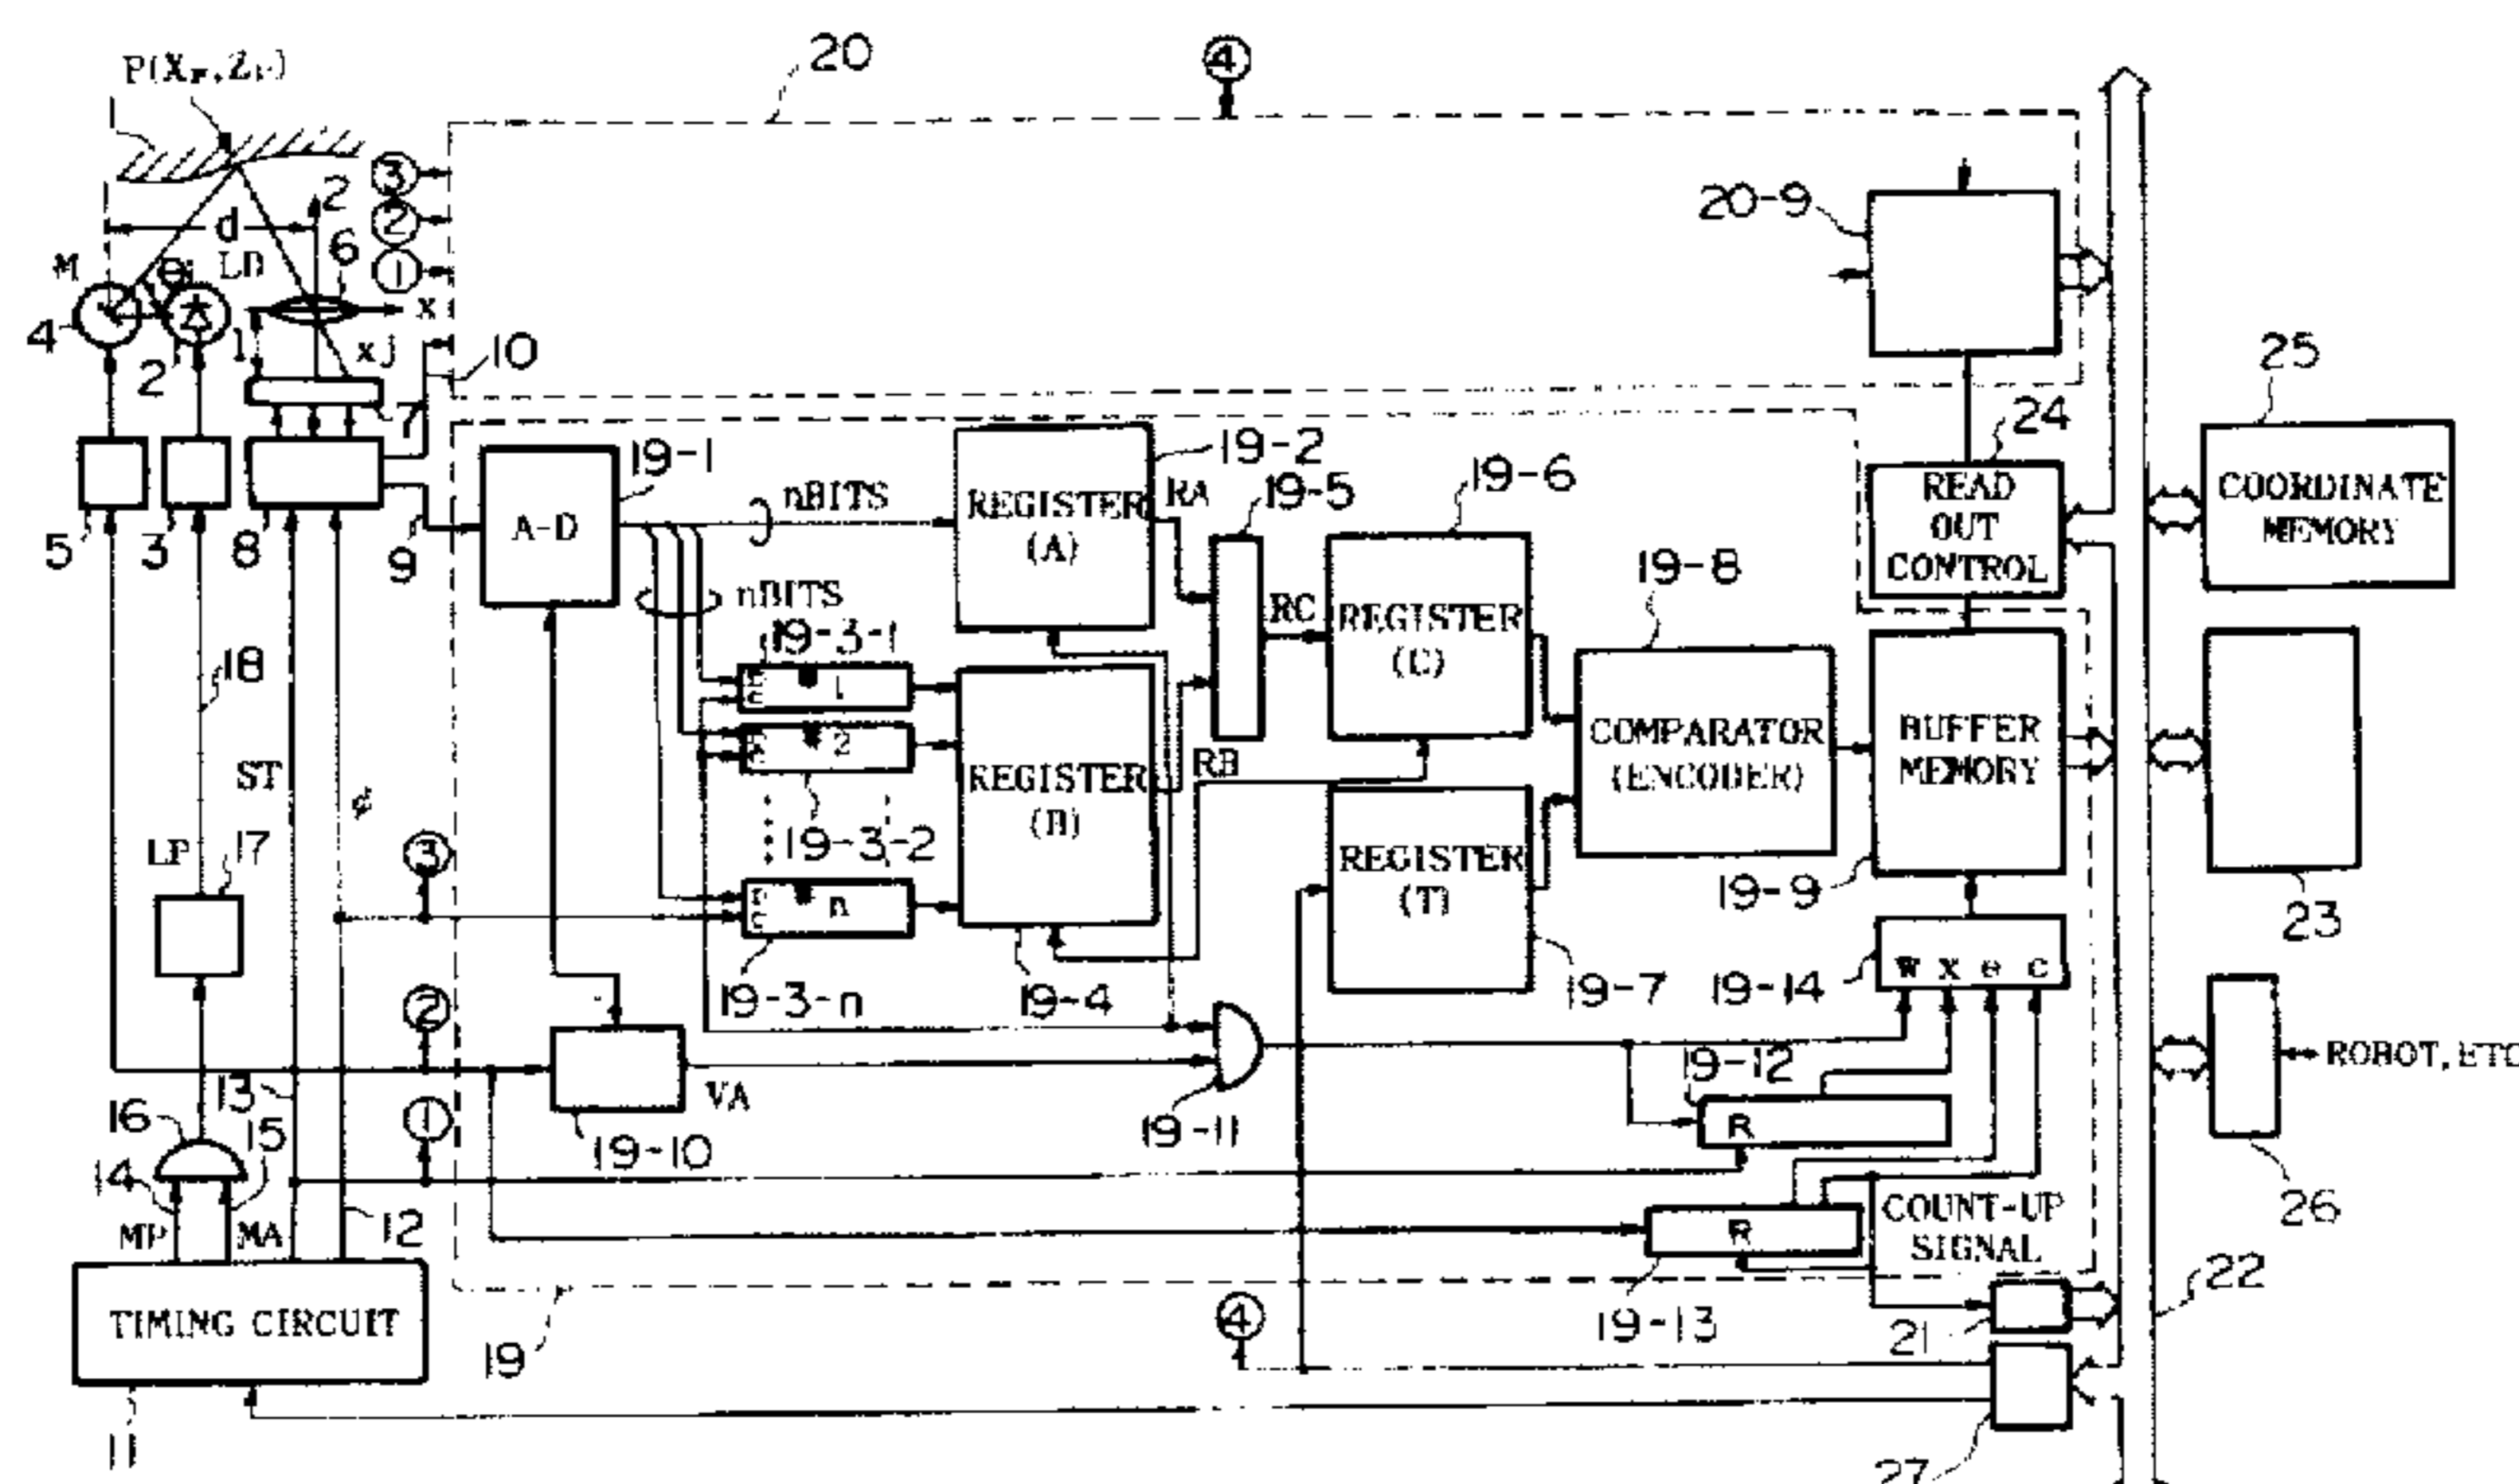 20
4
1
3
2
d
2
1
20-9
M
LD
6
X
4
2
1
xj
10
25
7
24
5
3
8
9
19-1
A-D
nBITS
19-2
REGISTER
(A)
RA
19-5
19-6
READ
OUT
CONTROL
COORDINATE
MEMORY
nBITS
RC
REGISTER
(C)
19-8
18
19-3-1
1
2
19-3-2
n
19-3-n
REGISTER
(B)
19-4
RB
COMPARATOR
(ENCODER)
BUFFER
MEMORY
19-9
23
ST
LP
17
3
REGISTER
(T)
19-7
19-14
W X e c
2
13
VA
19-10
19-11
19-12
R
ROBOT, ETC
26
16
15
14
1
MP
MA
12
R
COUNT-UP
SIGNAL
22
TIMING CIRCUIT
19
4
19-13
21
11
27